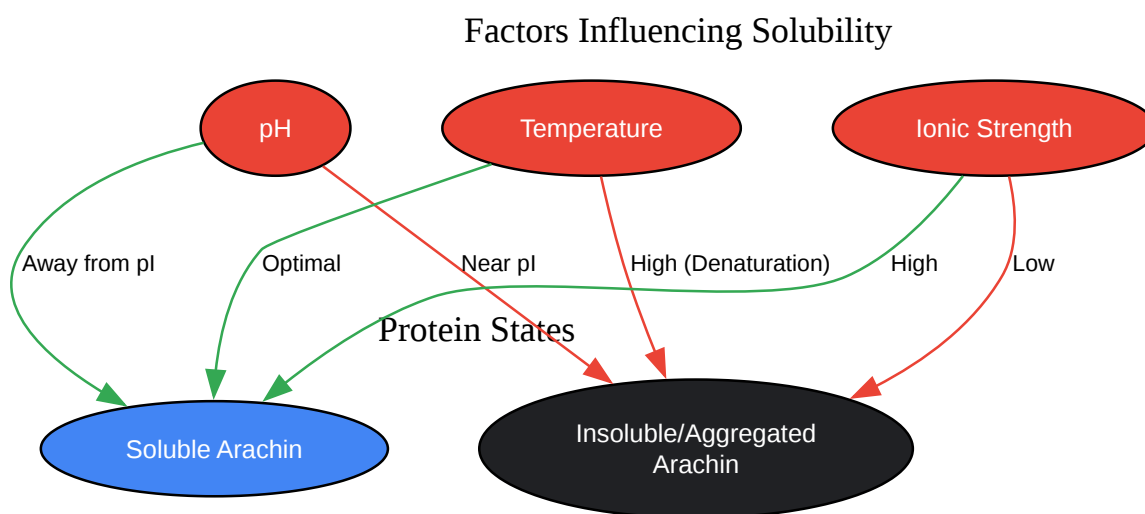 Factors Influencing Solubility
pH
Temperature
Ionic Strength
Away from pI
Optimal
Near pI
High (Denaturation)
High
Low
Protein States
Soluble Arachin
Insoluble/Aggregated
Arachin